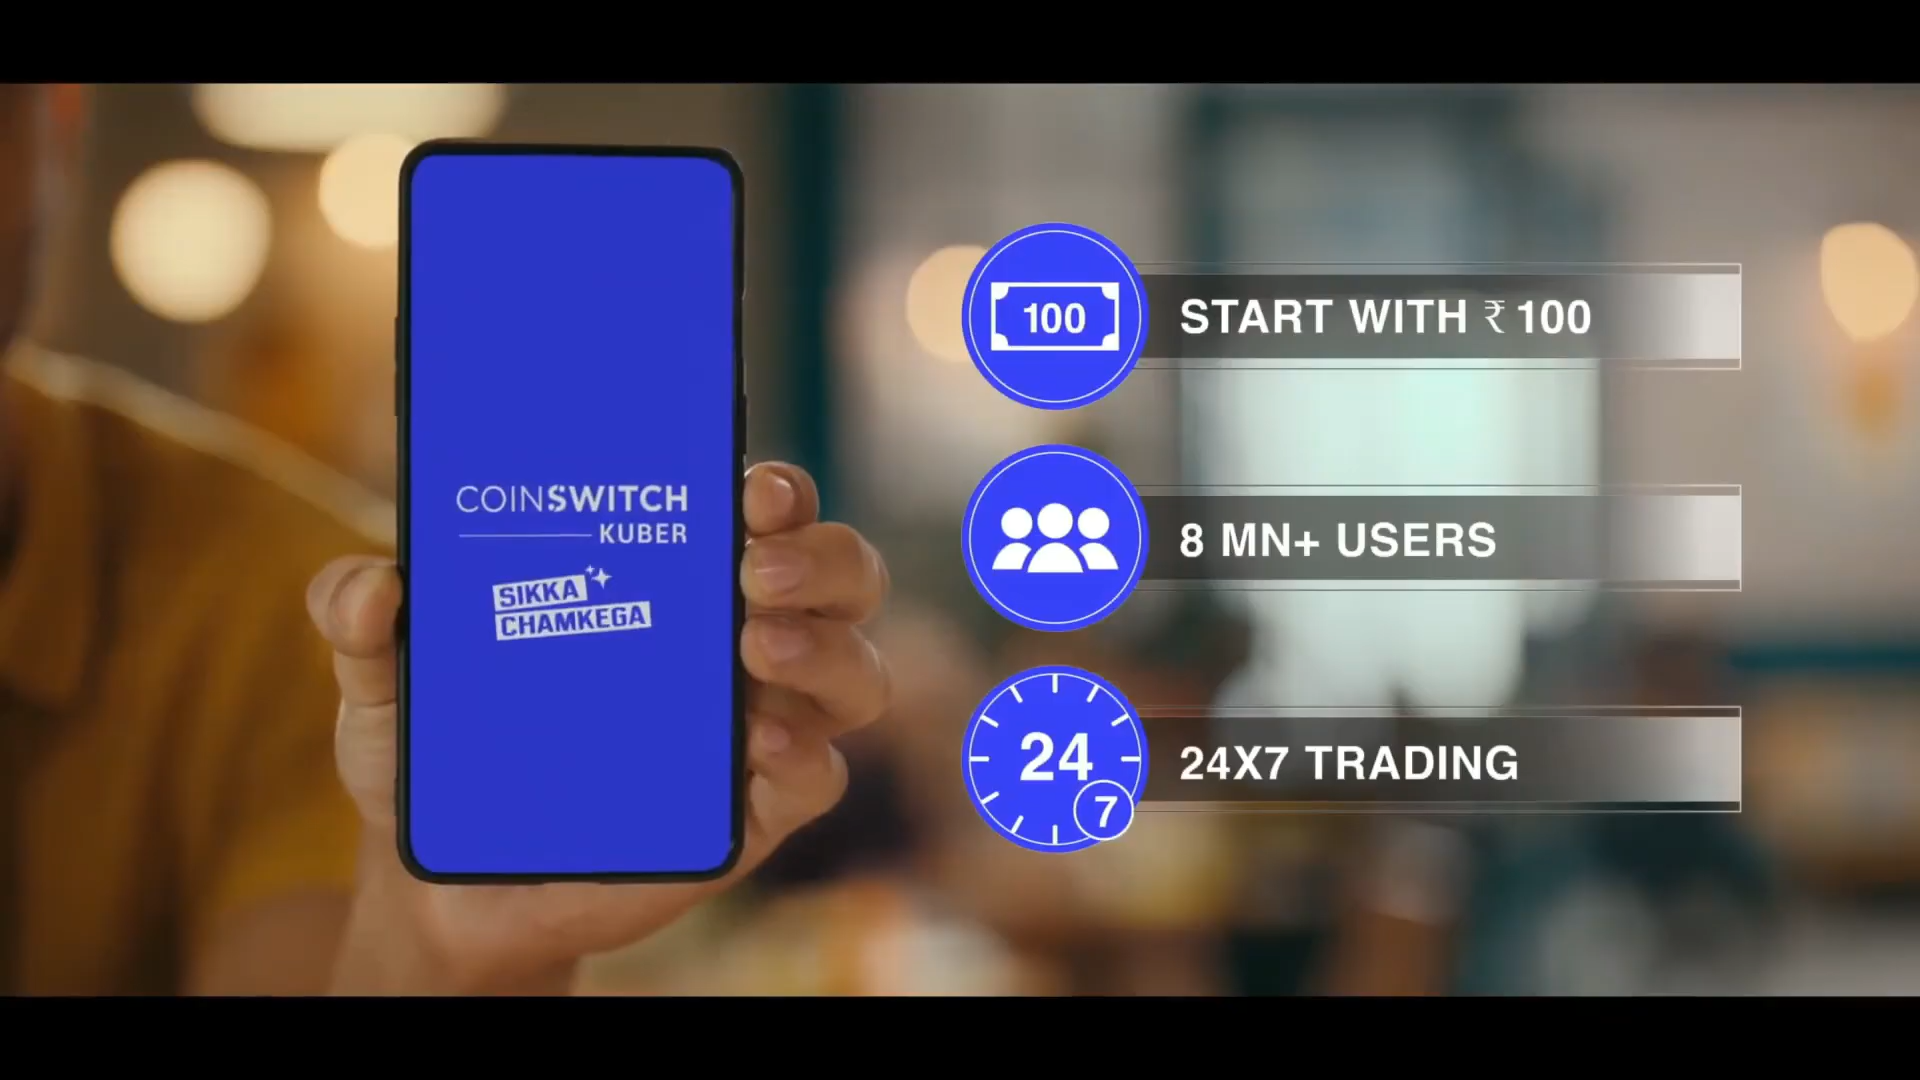 COINSWITCH
KUBER
SIKKA
CHAMKEGA
100
START WITH ₹ 100
8 MN+ USERS
24
7
24X7 TRADING